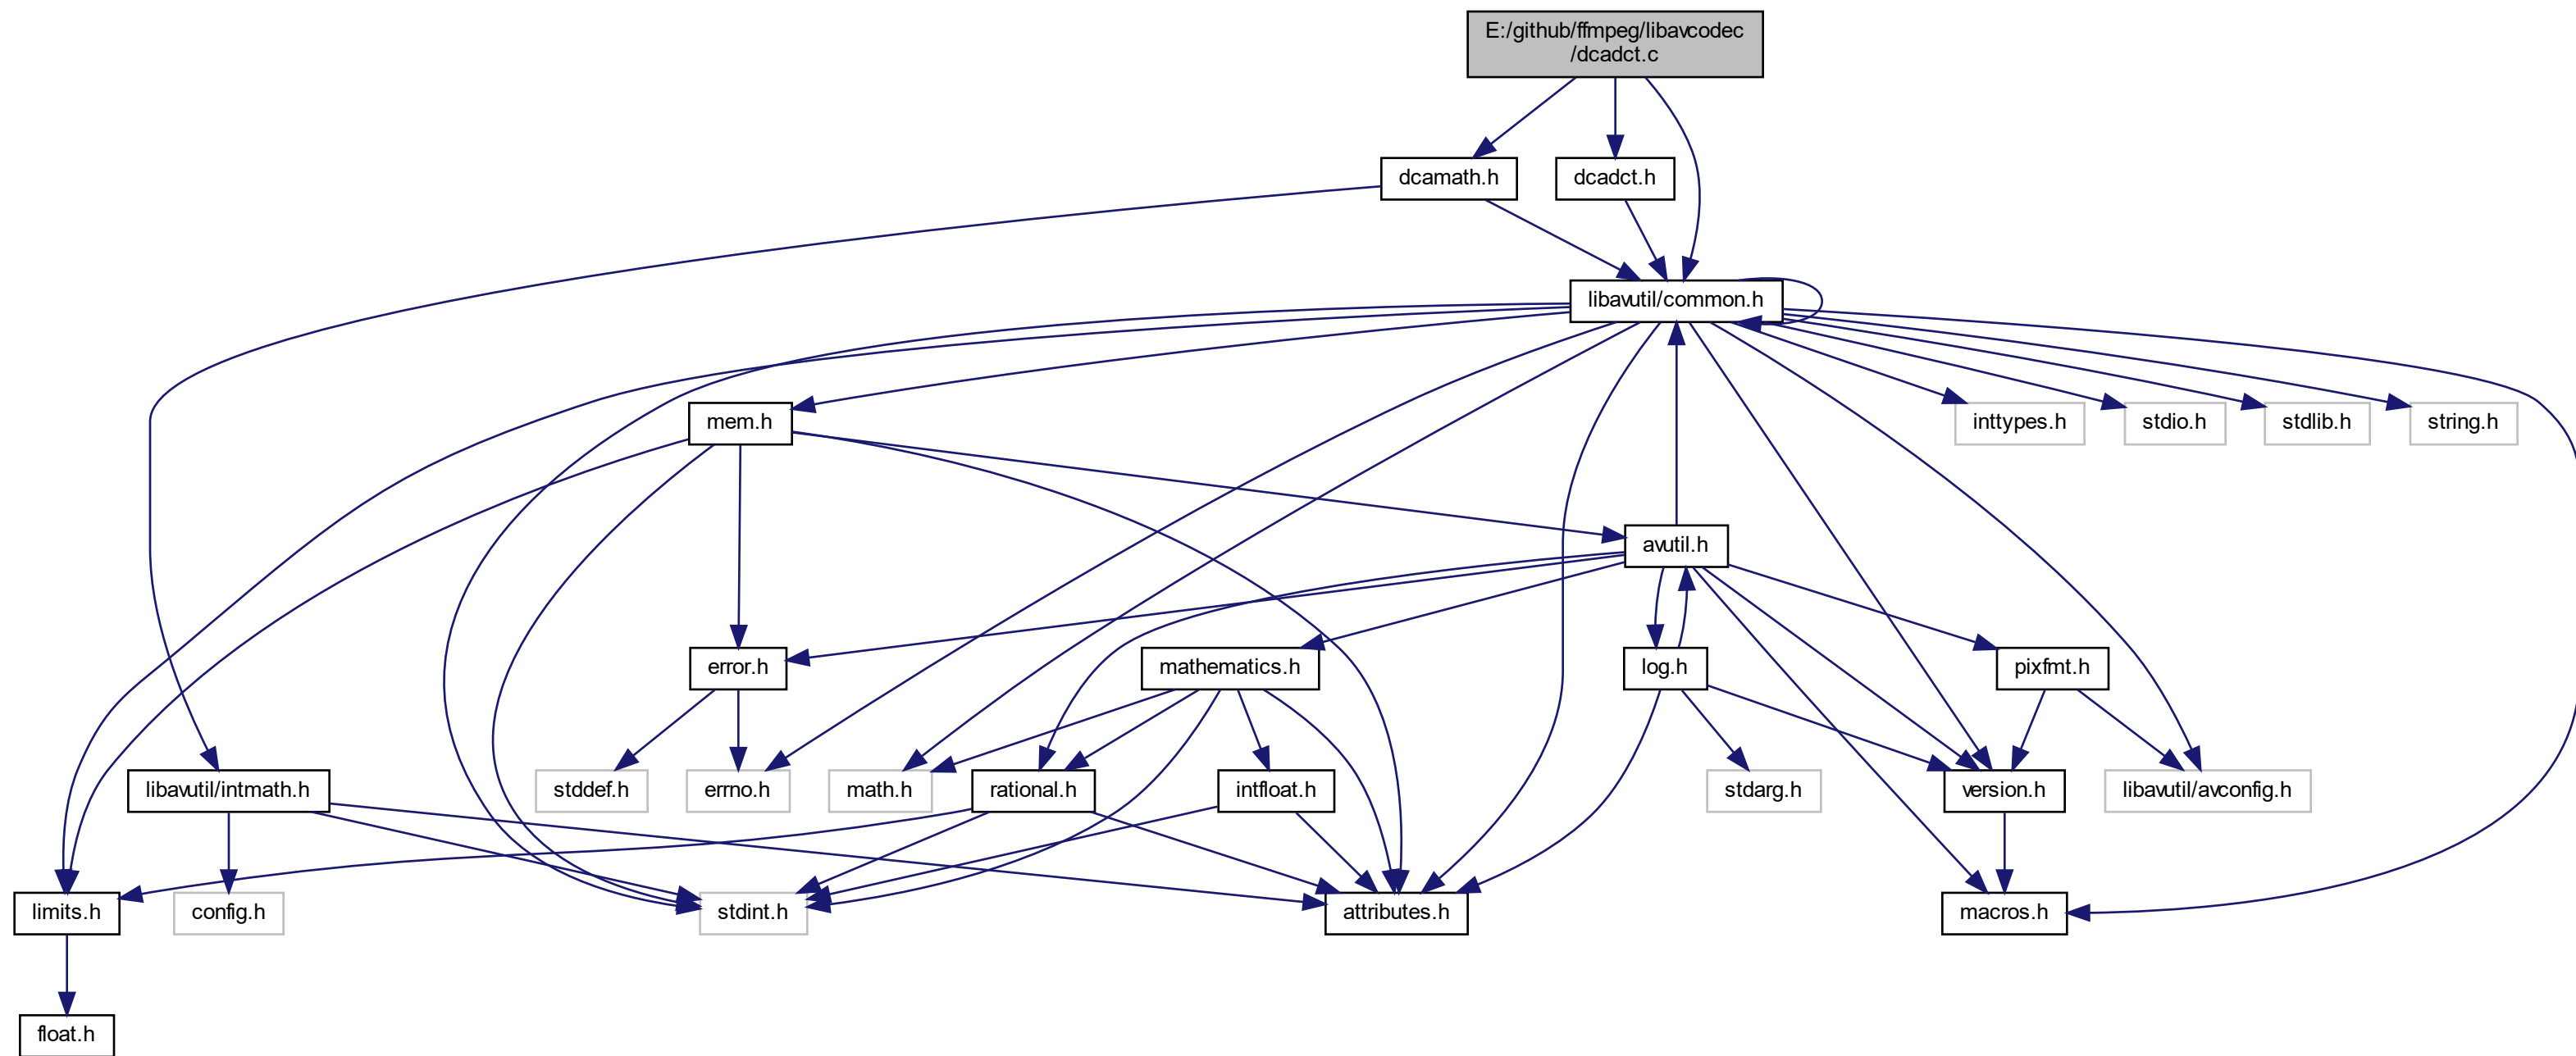 E:/github/ffmpeg/libavcodec
/dcadct.c
dcamath.h
dcadct.h
libavutil/common.h
mem.h
inttypes.h
stdio.h
stdlib.h
string.h
avutil.h
error.h
mathematics.h
log.h
pixfmt.h
libavutil/intmath.h
stddef.h
errno.h
math.h
rational.h
intfloat.h
stdarg.h
version.h
libavutil/avconfig.h
limits.h
config.h
stdint.h
attributes.h
macros.h
float.h